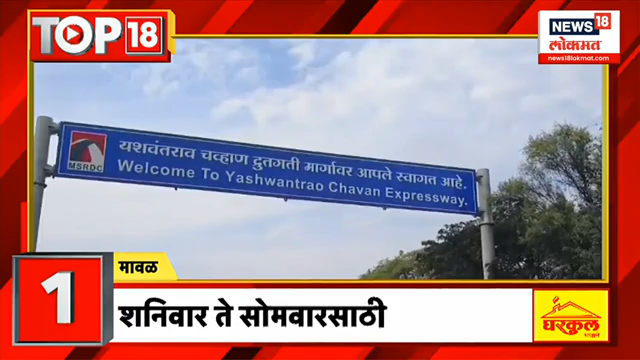 TOP 18
NEWS 18
लोकमत
news18lokmat.com
यशवंतराव चव्हाण द्रुतगती मार्गावर आपले स्वागत आहे.
MSRDC
Welcome To Yashwantrao Chavan Expressway.
मावळ
1
शनिवार ते सोमवारसाठी
घरकुल